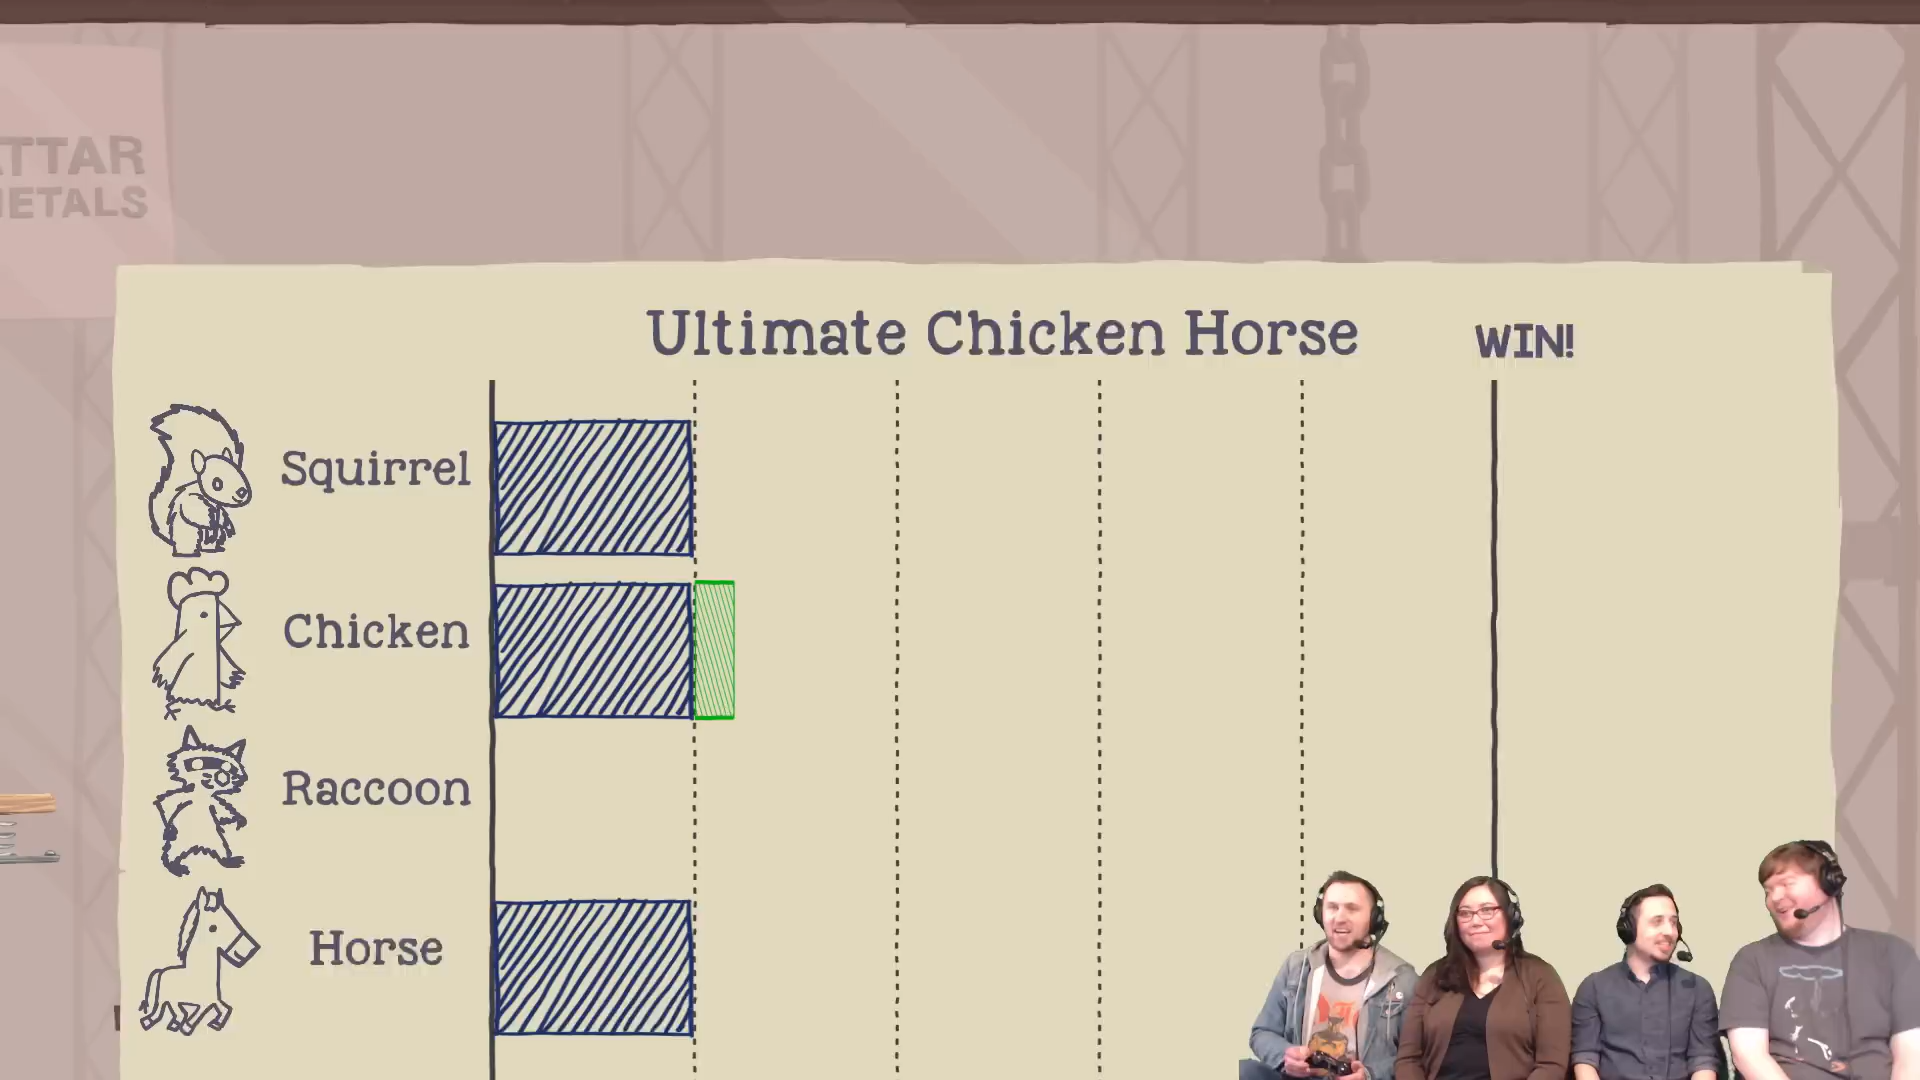 TTAR
ETALS
Ultimate Chicken Horse
WIN!
Squirrel
Chicken
Raccoon
Horse